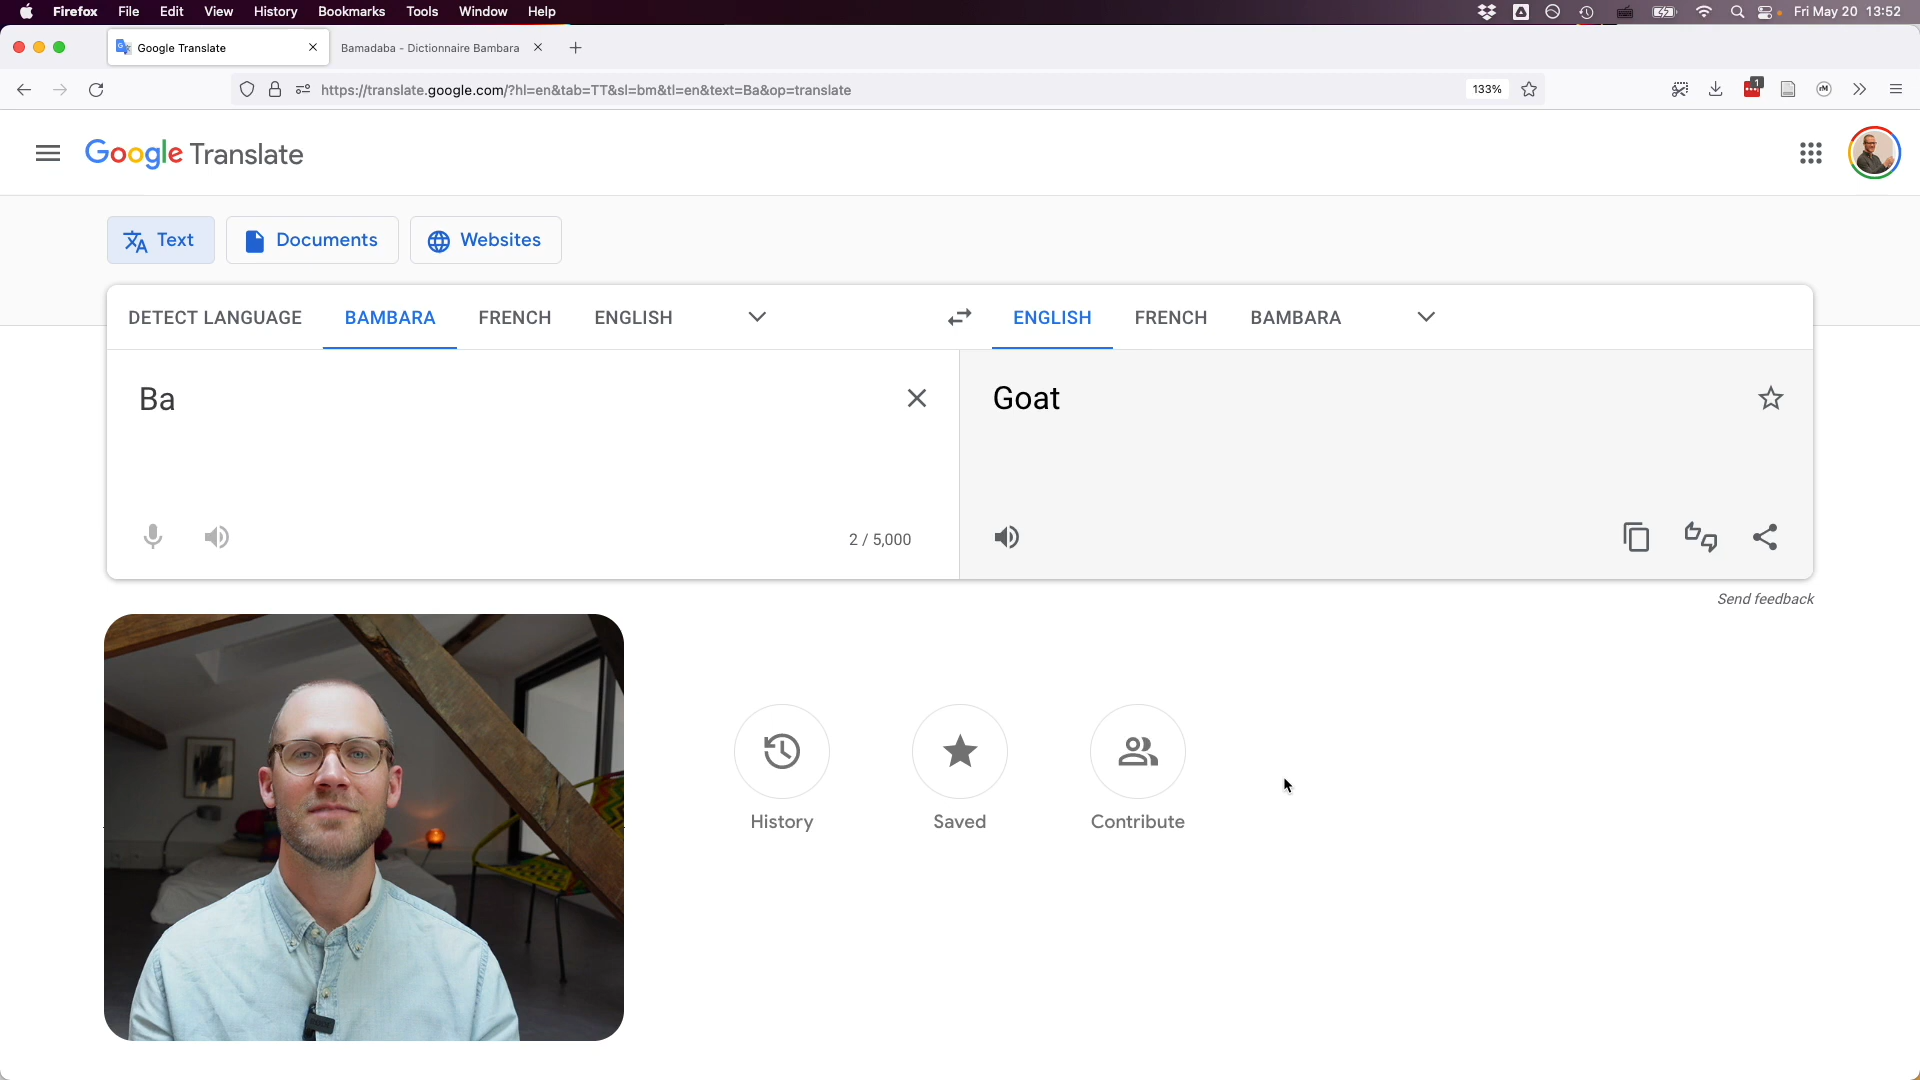 Firefox File Edit View History Bookmarks Tools Window Help Fri May 20 13:52
Google Translate Bamadaba - Dictionnaire Bambara
https://translate.google.com/?hl=en&tab=TT&sl=bm&tl=en&text=Ba&op=translate 133% 1
Google Translate
Text Documents Websites
DETECT LANGUAGE BAMBARA FRENCH ENGLISH ENGLISH FRENCH BAMBARA
Ba Goat
2 / 5,000
Send feedback
History Saved Contribute